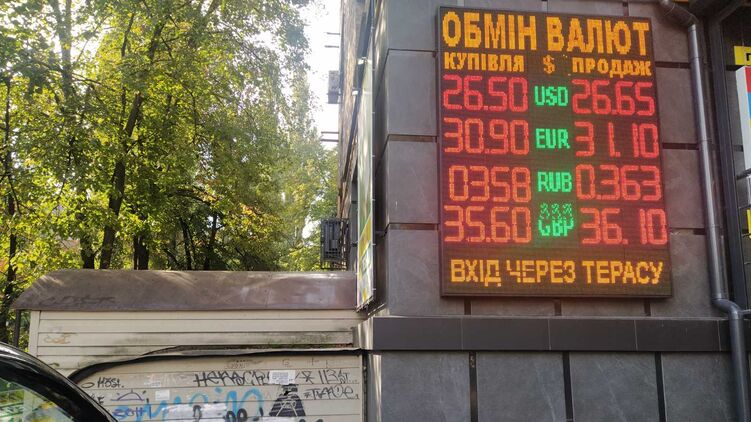 ОБМІН ВАЛЮТ
КУПІВЛЯ $ ПРОДАЖ
26.50 USD 26.65
30.90 EUR 31.10
0358 RUB 0.363
35.60 GBP 36.10
ВХІД ЧЕРЕЗ ТЕРАСУ